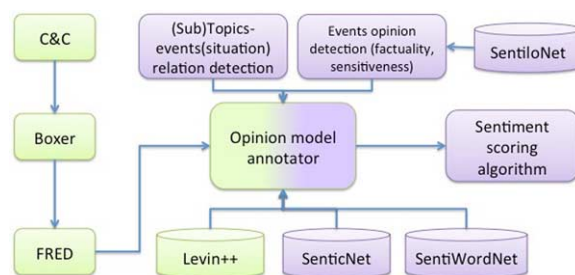 C&C
(Sub)Topics-
events(situation)
relation detection
Events opinion
detection (factuality,
sensitiveness)
SentiloNet
Boxer
Opinion model
annotator
Sentiment
scoring
algorithm
FRED
Levin++
SenticNet
SentiWordNet